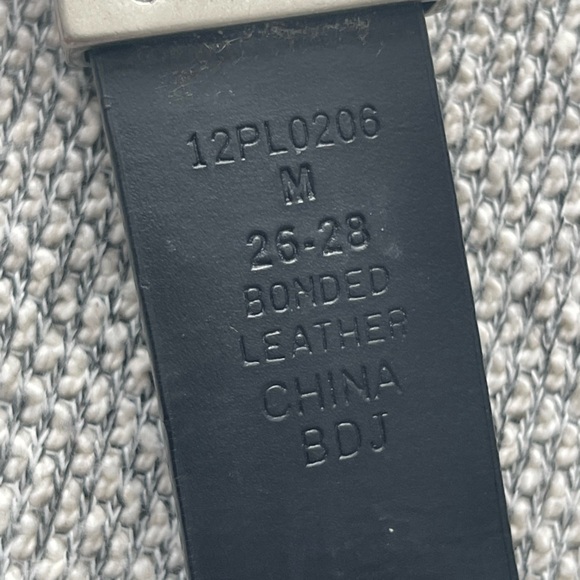 12PL0206
M
26-28
BONDED
LEATHER
CHINA
BDJ